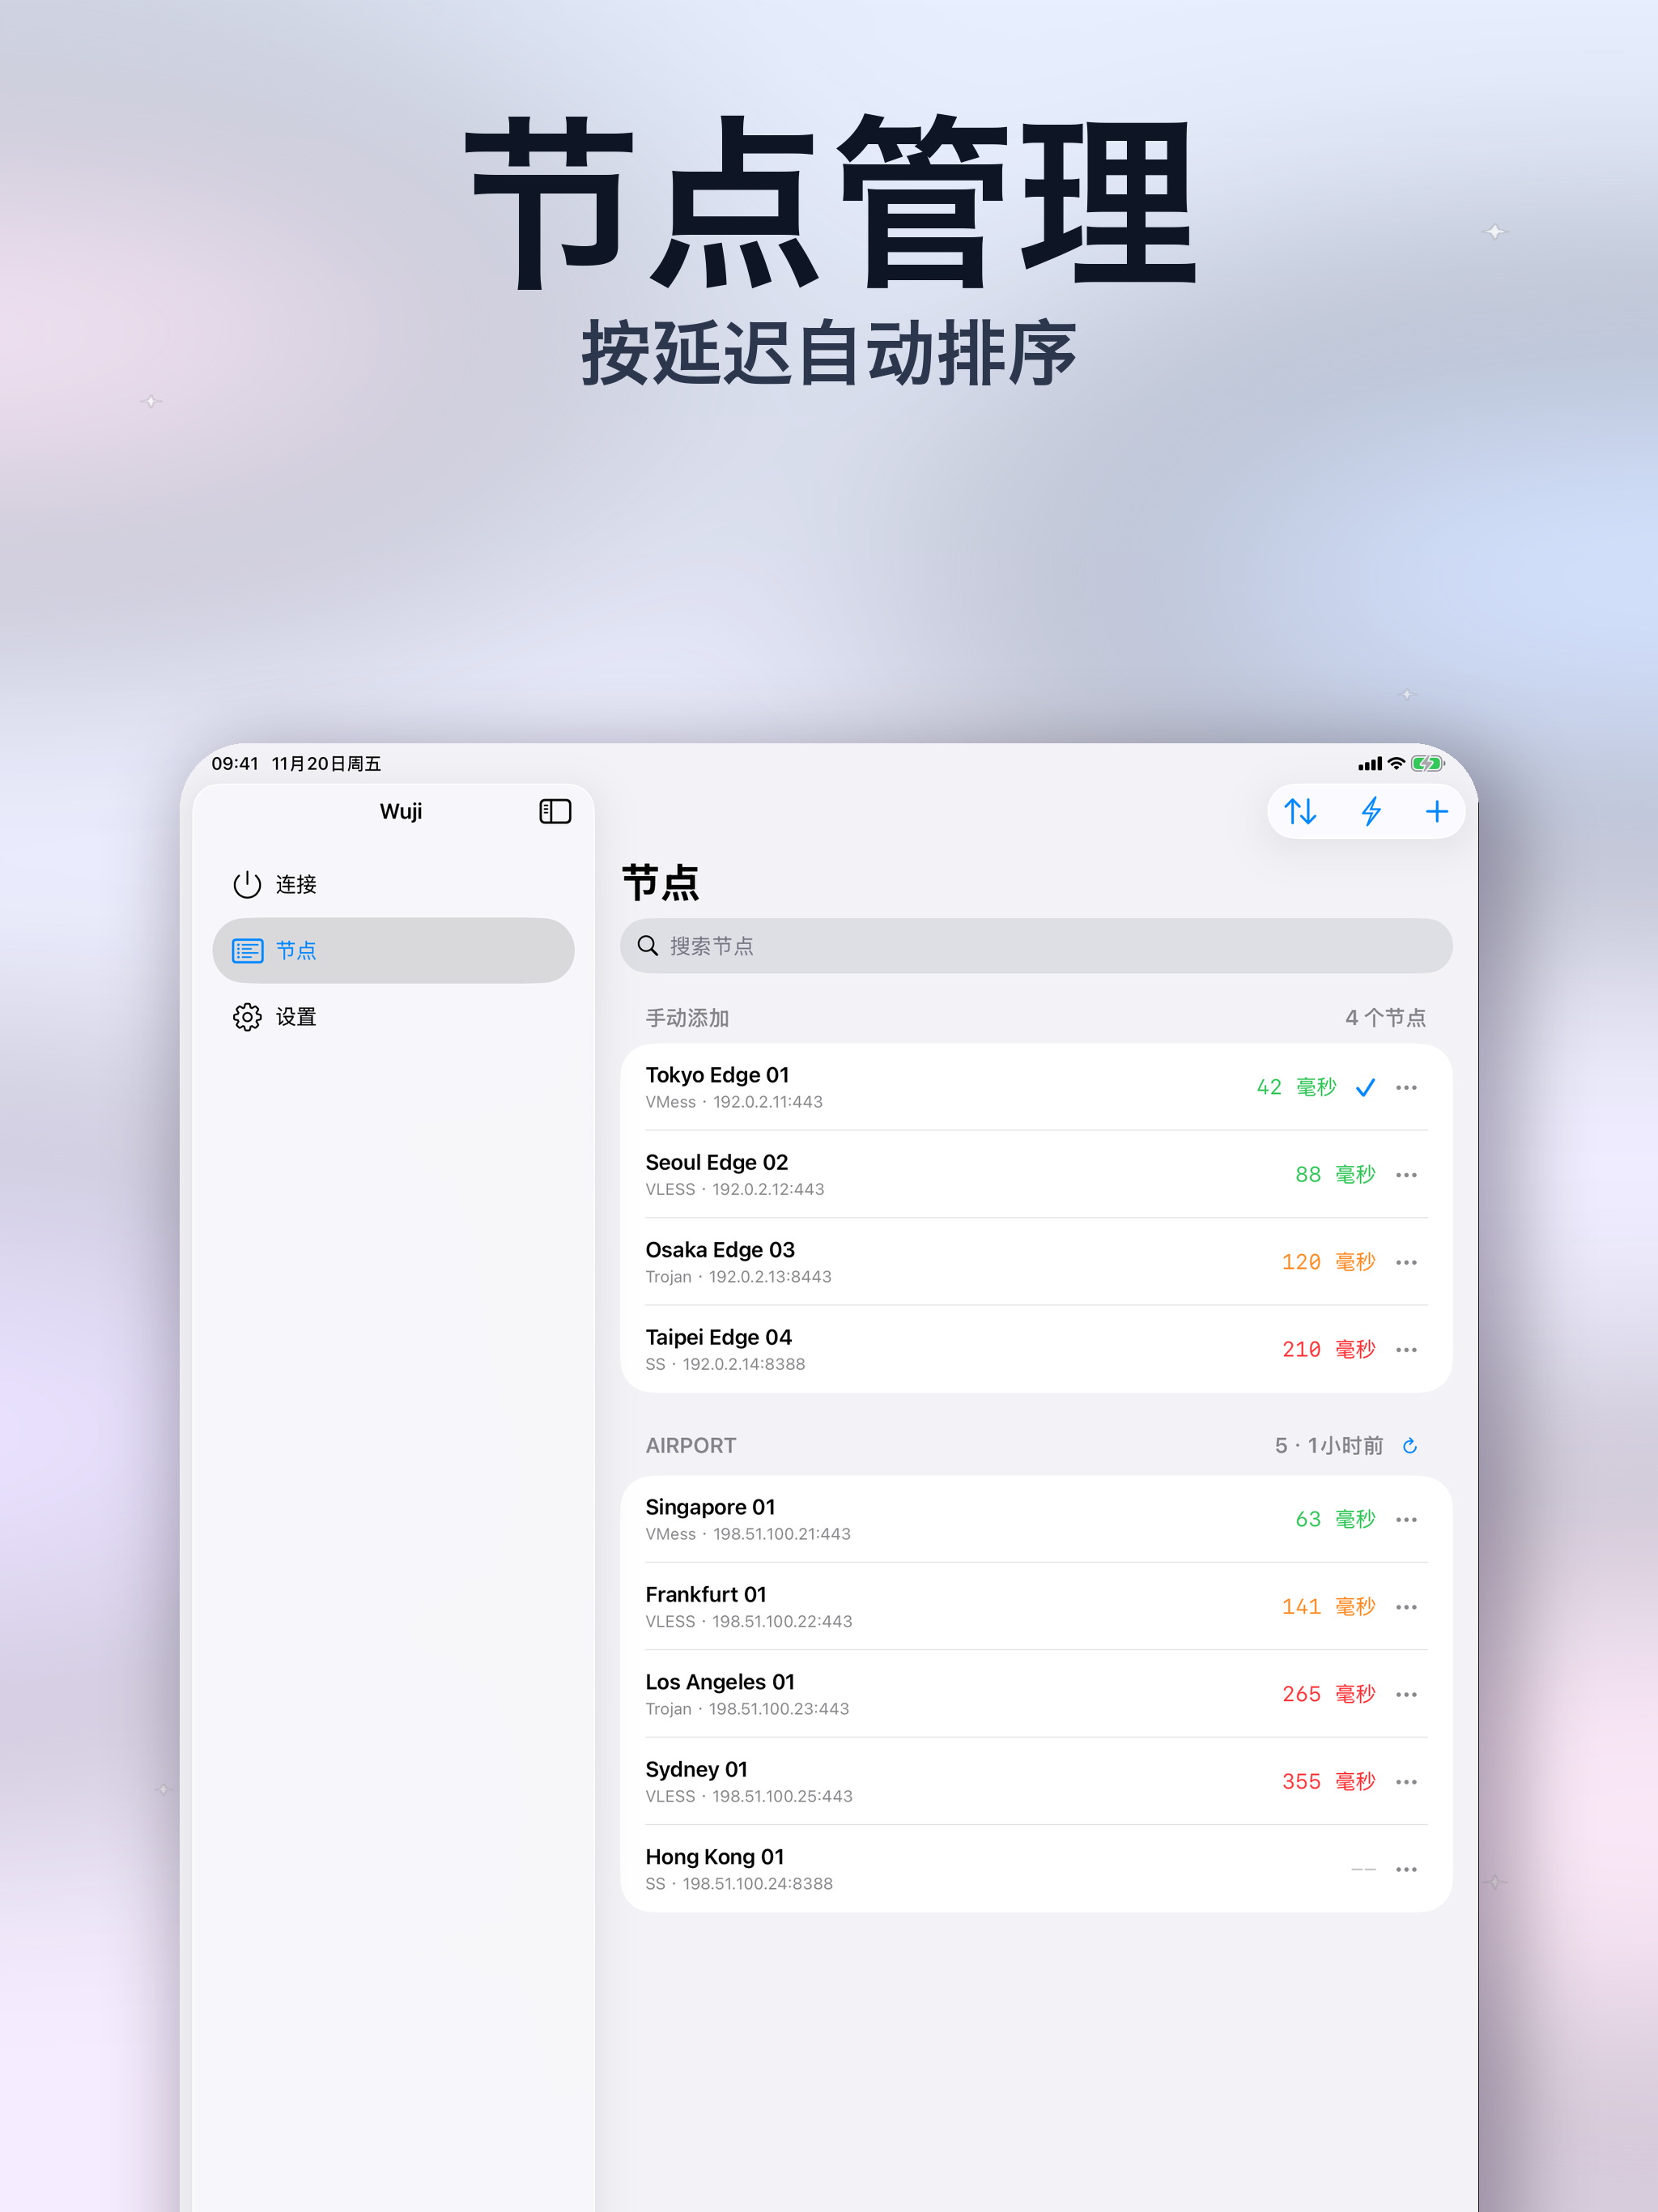 节点管理
按延迟自动排序
09:41 11月20日周五
Wuji
连接
节点
设置
节点
搜索节点
手动添加 4 个节点
Tokyo Edge 01
VMess · 192.0.2.11:443
42 毫秒
Seoul Edge 02
VLESS · 192.0.2.12:443
88 毫秒
Osaka Edge 03
Trojan · 192.0.2.13:8443
120 毫秒
Taipei Edge 04
SS · 192.0.2.14:8388
210 毫秒
AIRPORT 5 · 1小时前
Singapore 01
VMess · 198.51.100.21:443
63 毫秒
Frankfurt 01
VLESS · 198.51.100.22:443
141 毫秒
Los Angeles 01
Trojan · 198.51.100.23:443
265 毫秒
Sydney 01
VLESS · 198.51.100.25:443
355 毫秒
Hong Kong 01
SS · 198.51.100.24:8388
——